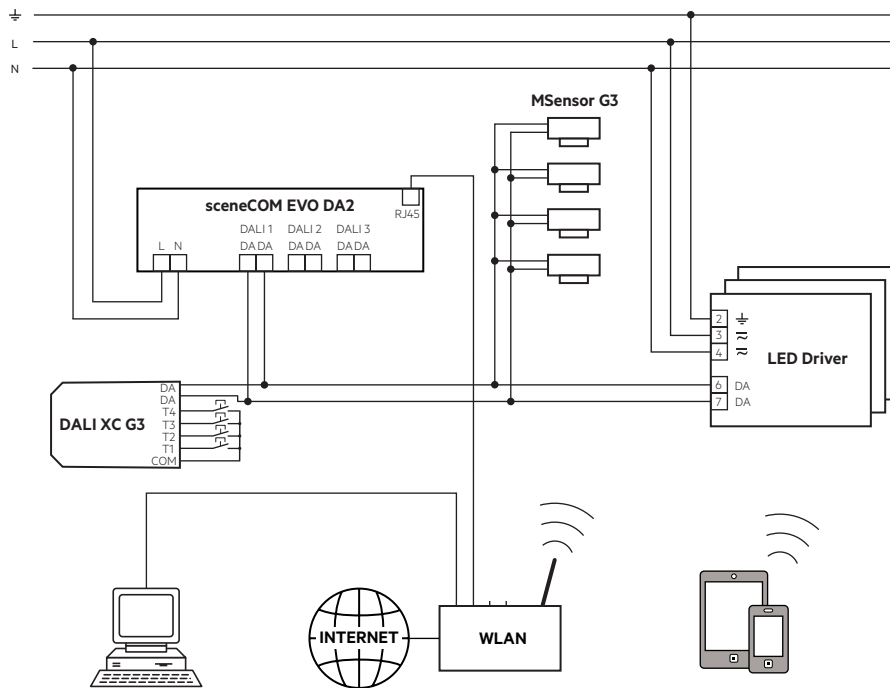 L
N
MSensor G3
sceneCOM EVO DA2
RJ45
DALI 1 DALI 2 DALI 3
L N DA DA DA DA DA DA
2
3
4
LED Driver
6 DA
7 DA
DALI XC G3
DA
DA
T4
T3
T2
T1
COM
INTERNET
WLAN